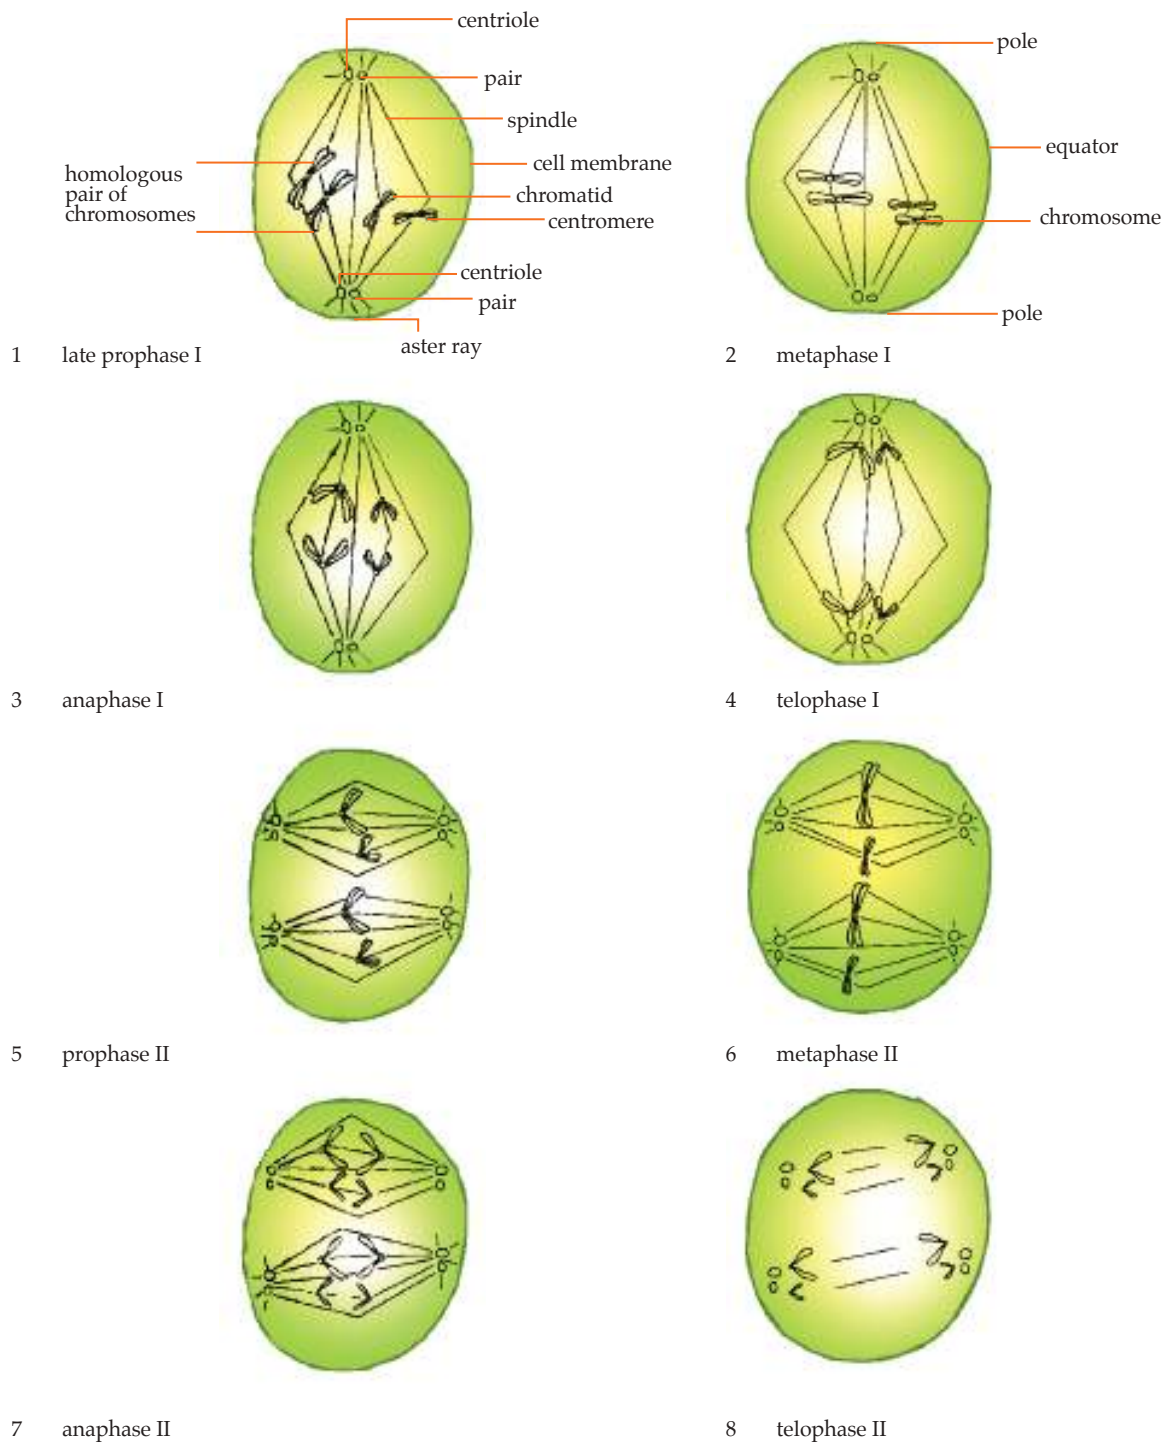 centriole
pair
spindle
cell membrane
chromatid
centromere
homologous
pair of
chromosomes
centriole
pair
aster ray
1 late prophase I
pole
equator
chromosome
pole
2 metaphase I
3 anaphase I
4 telophase I
5 prophase II
6 metaphase II
7 anaphase II
8 telophase II